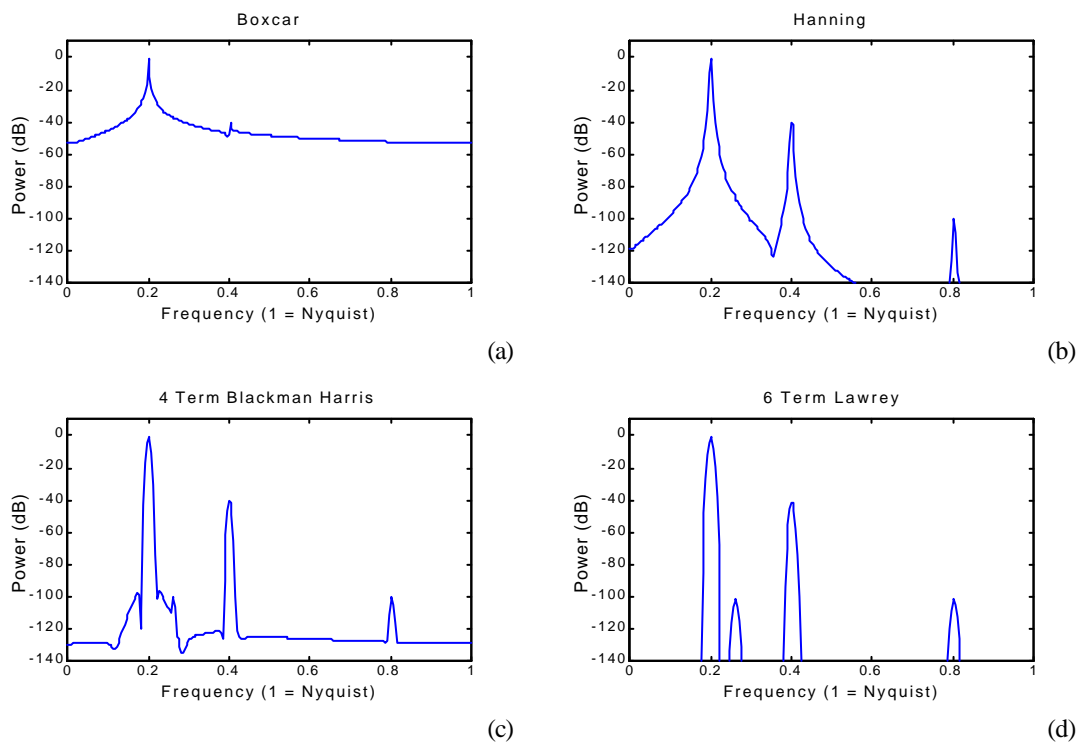 Boxcar
Power (dB)
0
-20
-40
-60
-80
-100
-120
-140
0 0.2 0.4 0.6 0.8 1
Frequency (1 = Nyquist)
(a)
Hanning
Power (dB)
0
-20
-40
-60
-80
-100
-120
-140
0 0.2 0.4 0.6 0.8 1
Frequency (1 = Nyquist)
(b)
4 Term Blackman Harris
Power (dB)
0
-20
-40
-60
-80
-100
-120
-140
0 0.2 0.4 0.6 0.8 1
Frequency (1 = Nyquist)
(c)
6 Term Lawrey
Power (dB)
0
-20
-40
-60
-80
-100
-120
-140
0 0.2 0.4 0.6 0.8 1
Frequency (1 = Nyquist)
(d)